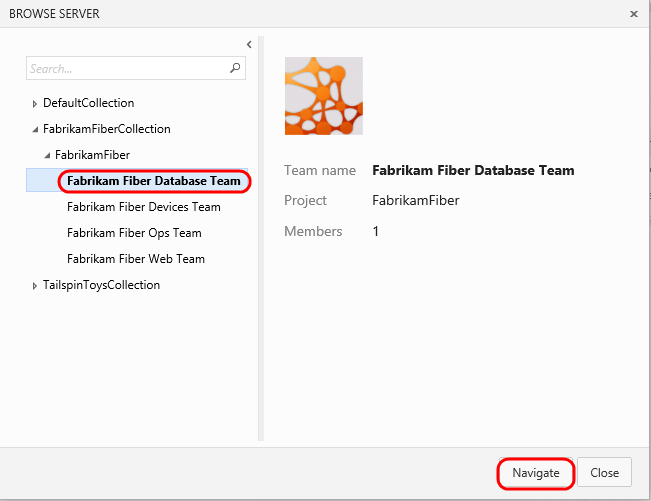 BROWSE SERVER
Search...
DefaultCollection
FabrikamFiberCollection
FabrikamFiber
Fabrikam Fiber Database Team
Fabrikam Fiber Devices Team
Fabrikam Fiber Ops Team
Fabrikam Fiber Web Team
TailspinToysCollection
Team name Fabrikam Fiber Database Team
Project FabrikamFiber
Members 1
Navigate Close